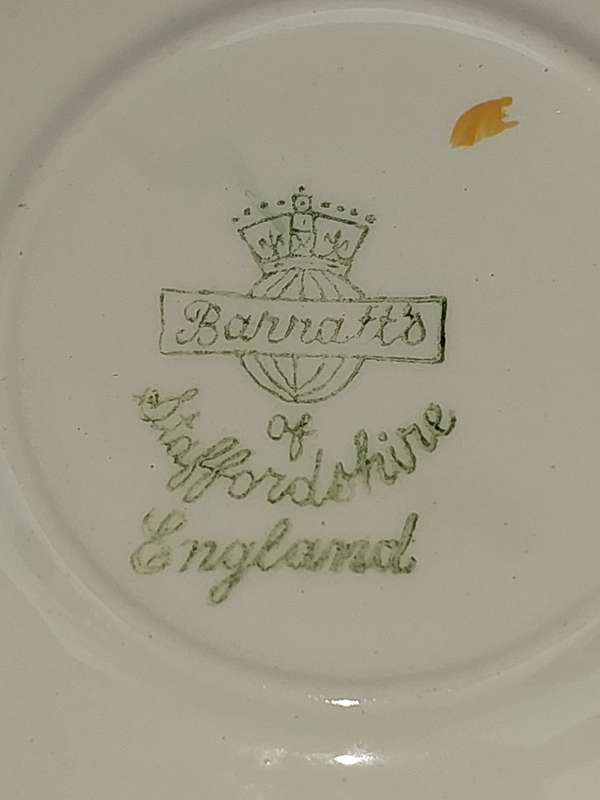 Barratt's
of
Staffordshire
England